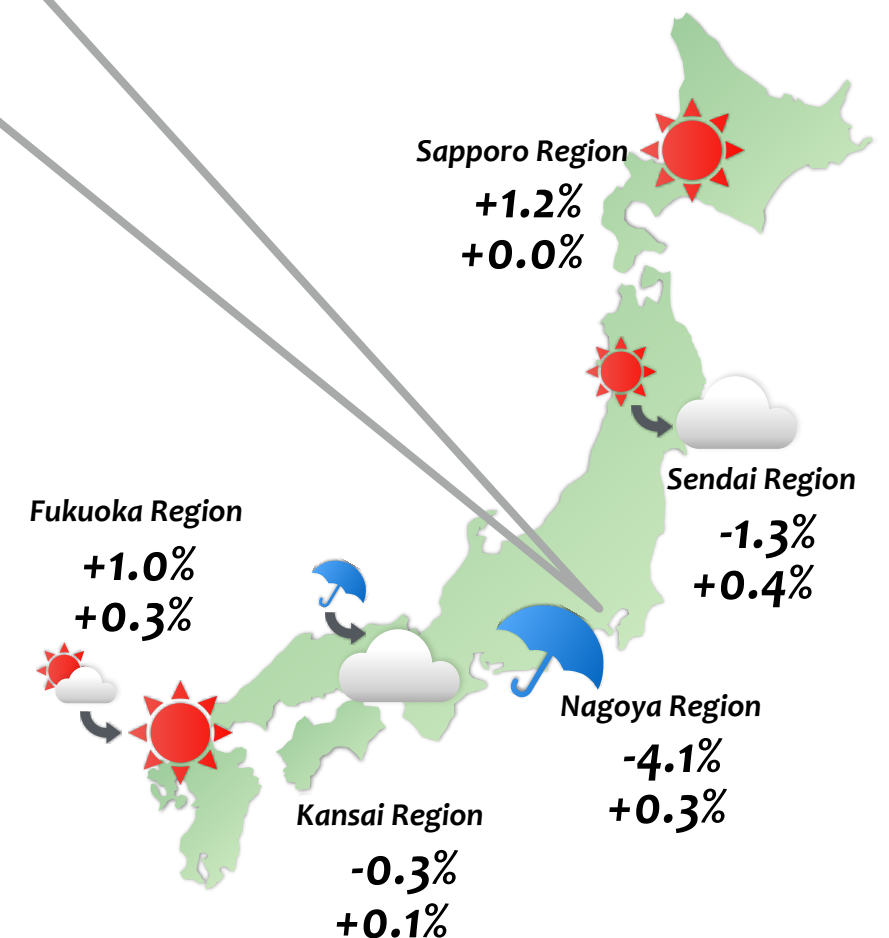 Sapporo Region
+1.2%
+0.0%
Sendai Region
-1.3%
+0.4%
Fukuoka Region
+1.0%
+0.3%
Nagoya Region
-4.1%
+0.3%
Kansai Region
-0.3%
+0.1%